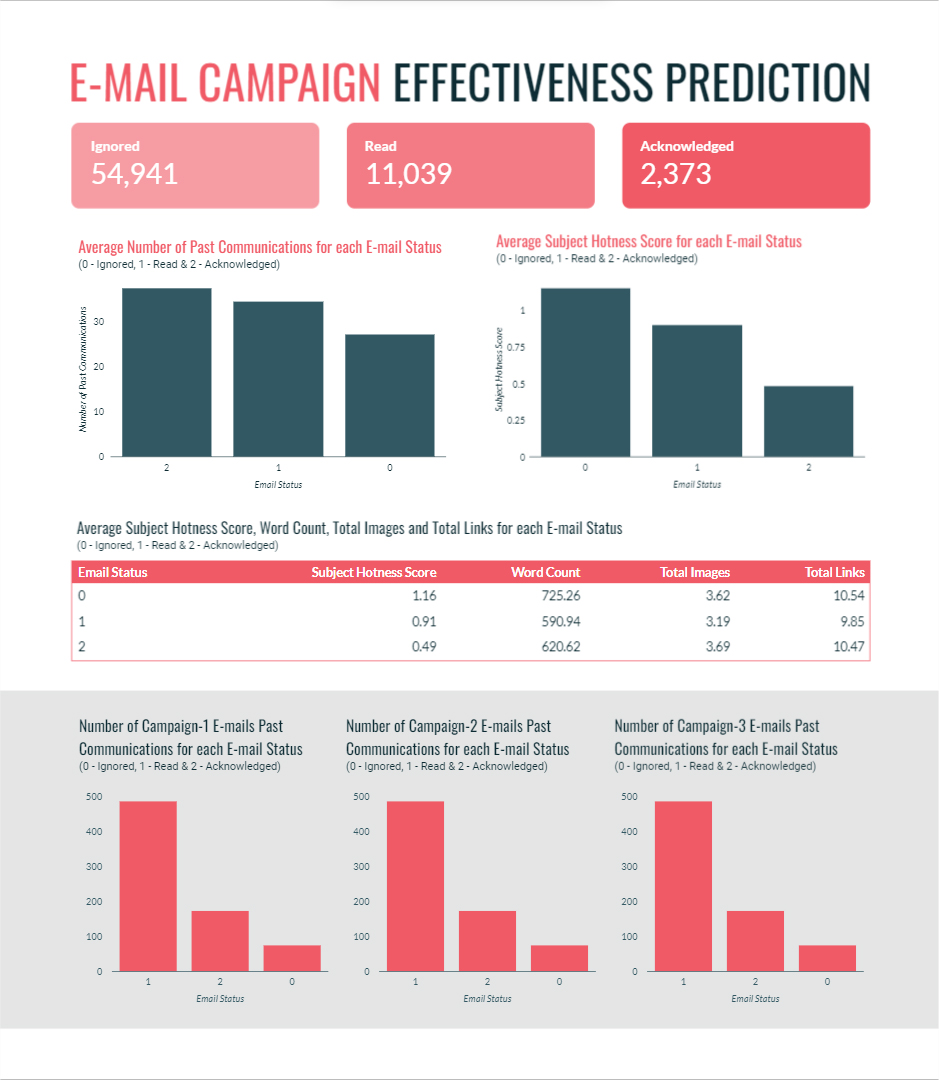 E-MAIL CAMPAIGN EFFECTIVENESS PREDICTION
Ignored
54,941
Read
11,039
Acknowledged
2,373
Average Number of Past Communications for each E-mail Status
(0 - Ignored, 1 - Read & 2 - Acknowledged)
Number of Past Communications
30
20
10
0
2 1 0
Email Status
Average Subject Hotness Score for each E-mail Status
(0 - Ignored, 1 - Read & 2 - Acknowledged)
Subject Hotness Score
1
0.75
0.5
0.25
0
0 1 2
Email Status
Average Subject Hotness Score, Word Count, Total Images and Total Links for each E-mail Status
(0 - Ignored, 1 - Read & 2 - Acknowledged)
Email Status Subject Hotness Score Word Count Total Images Total Links
0 1.16 725.26 3.62 10.54
1 0.91 590.94 3.19 9.85
2 0.49 620.62 3.69 10.47
Number of Campaign-1 E-mails Past
Communications for each E-mail Status
(0 - Ignored, 1 - Read & 2 - Acknowledged)
500
400
300
200
100
0
1 2 0
Email Status
Number of Campaign-2 E-mails Past
Communications for each E-mail Status
(0 - Ignored, 1 - Read & 2 - Acknowledged)
500
400
300
200
100
0
1 2 0
Email Status
Number of Campaign-3 E-mails Past
Communications for each E-mail Status
(0 - Ignored, 1 - Read & 2 - Acknowledged)
500
400
300
200
100
0
1 2 0
Email Status